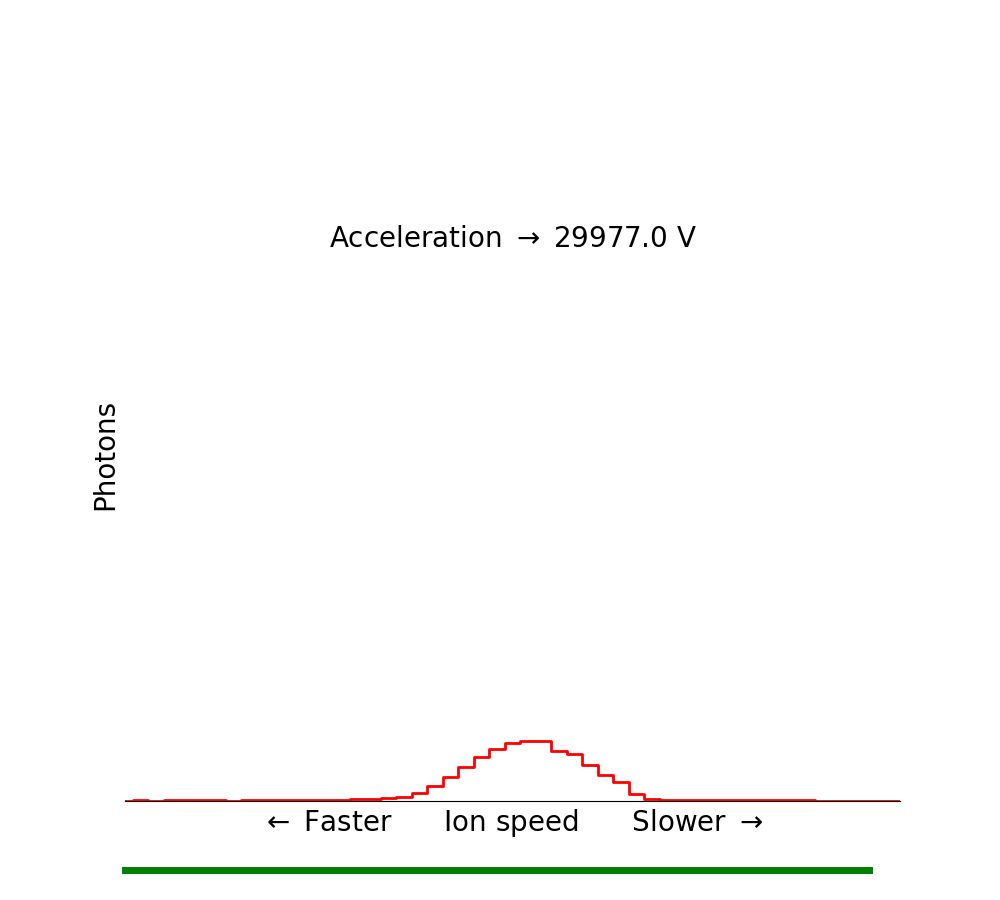 Acceleration → 29977.0 V
Photons
← Faster Ion speed Slower →